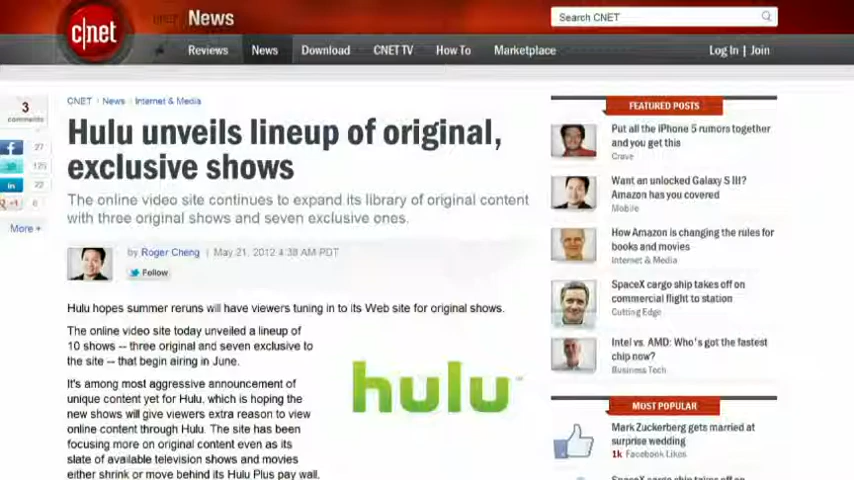 c|net
News
Search CNET
Reviews News Download CNET TV How To Marketplace Log In | Join
3
comments
27
125
22
6
More +
CNET › News › Internet & Media
Hulu unveils lineup of original,
exclusive shows
The online video site continues to expand its library of original content
with three original shows and seven exclusive ones.
by Roger Cheng | May 21, 2012 4:38 AM PDT
Follow
Hulu hopes summer reruns will have viewers tuning in to its Web site for original shows.
The online video site today unveiled a lineup of
10 shows -- three original and seven exclusive to
the site -- that begin airing in June.
It's among most aggressive announcement of
unique content yet for Hulu, which is hoping the
new shows will give viewers extra reason to view
online content through Hulu. The site has been
focusing more on original content even as its
slate of available television shows and movies
either shrink or move behind its Hulu Plus pay wall.
hulu
FEATURED POSTS
Put all the iPhone 5 rumors together
and you get this
Crave
Want an unlocked Galaxy S III?
Amazon has you covered
Mobile
How Amazon is changing the rules for
books and movies
Internet & Media
SpaceX cargo ship takes off on
commercial flight to station
Cutting Edge
Intel vs. AMD: Who's got the fastest
chip now?
Business Tech
MOST POPULAR
Mark Zuckerberg gets married at
surprise wedding
1k Facebook Likes
SpaceX cargo ship takes off on